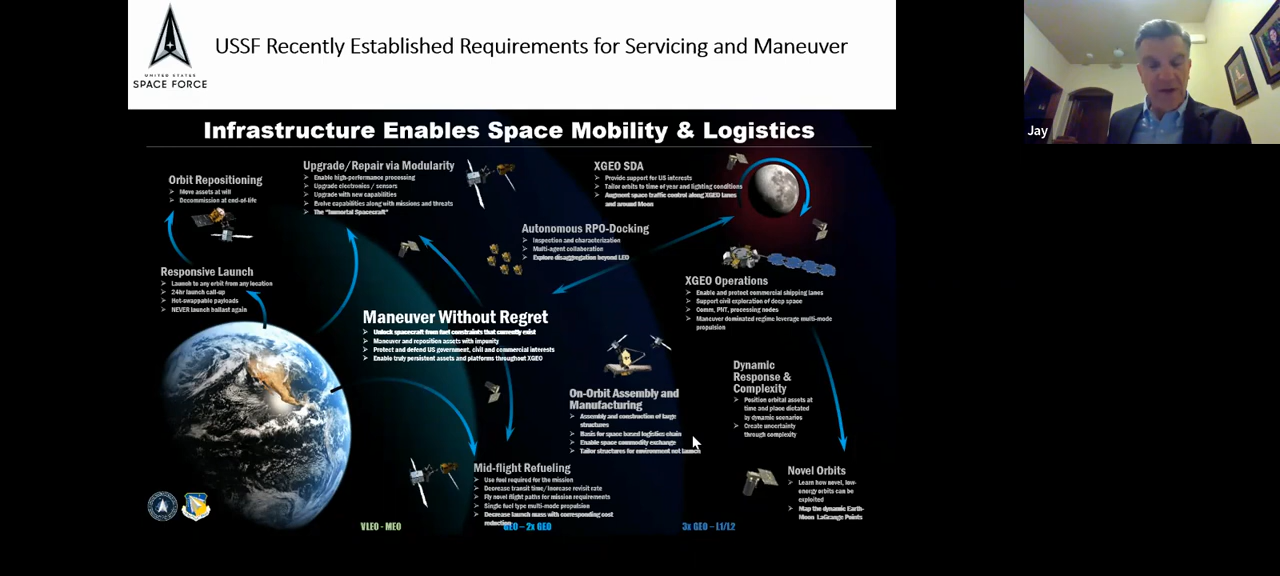 UNITED STATES
SPACE FORCE
USSF Recently Established Requirements for Servicing and Maneuver
Jay
Infrastructure Enables Space Mobility & Logistics
Orbit Repositioning
Move assets at will
Decommission at end-of-life
Upgrade/Repair via Modularity
Enable high-performance processing
Upgrade electronics / sensors
Upgrade with new capabilities
Evolve capabilities along with missions and threats
The "Immortal Spacecraft"
XGEO SDA
Provide support for US interests
Tailor orbits to time of year and lighting conditions
Augment space traffic control along XGEO lanes
and around Moon
Autonomous RPO-Docking
Inspection and characterization
Multi-agent collaboration
Explore disaggregation beyond LEO
Responsive Launch
Launch to any orbit from any location
24hr launch call-up
Hot-swappable payloads
NEVER launch ballast again
XGEO Operations
Enable and protect commercial shipping lanes
Support civil exploration of deep space
Comm, PNT, processing nodes
Maneuver dominated regime leverage multi-mode
propulsion
Maneuver Without Regret
Unlock spacecraft from fuel constraints that currently exist
Maneuver and reposition assets with impunity
Protect and defend US government, civil and commercial interests
Enable truly persistent assets and platforms throughout XGEO
On-Orbit Assembly and
Manufacturing
Assembly and construction of large
structures
Basis for space based logistics chain
Enable space commodity exchange
Tailor structures for environment not launch
Dynamic
Response &
Complexity
Position orbital assets at
time and place dictated
by dynamic scenarios
Create uncertainty
through complexity
Mid-flight Refueling
Use fuel required for the mission
Decrease transit time/increase revisit rate
Fly novel flight paths for mission requirements
Single fuel type multi-mode propulsion
Decrease launch mass with corresponding cost
reduction
Novel Orbits
Learn how novel, low-
energy orbits can be
exploited
Map the dynamic Earth-
Moon LaGrange Points
VLEO - MEO
GEO – 2x GEO
3x GEO – L1/L2